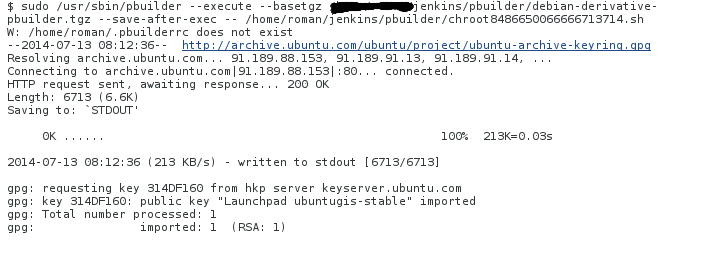 $ sudo /usr/sbin/pbuilder --execute --basetgz jenkins/pbuilder/debian-derivative-
pbuilder.tgz --save-after-exec -- /home/roman/jenkins/pbuilder/chroot8486650066666713714.sh
W: /home/roman/.pbuilderrc does not exist
--2014-07-13 08:12:36--  http://archive.ubuntu.com/ubuntu/project/ubuntu-archive-keyring.gpg
Resolving archive.ubuntu.com... 91.189.88.153, 91.189.91.13, 91.189.91.14, ...
Connecting to archive.ubuntu.com|91.189.88.153|:80... connected.
HTTP request sent, awaiting response... 200 OK
Length: 6713 (6.6K)
Saving to: `STDOUT'
0K ...... 100%  213K=0.03s
2014-07-13 08:12:36 (213 KB/s) - written to stdout [6713/6713]
gpg: requesting key 314DF160 from hkp server keyserver.ubuntu.com
gpg: key 314DF160: public key "Launchpad ubuntugis-stable" imported
gpg: Total number processed: 1
gpg:               imported: 1  (RSA: 1)